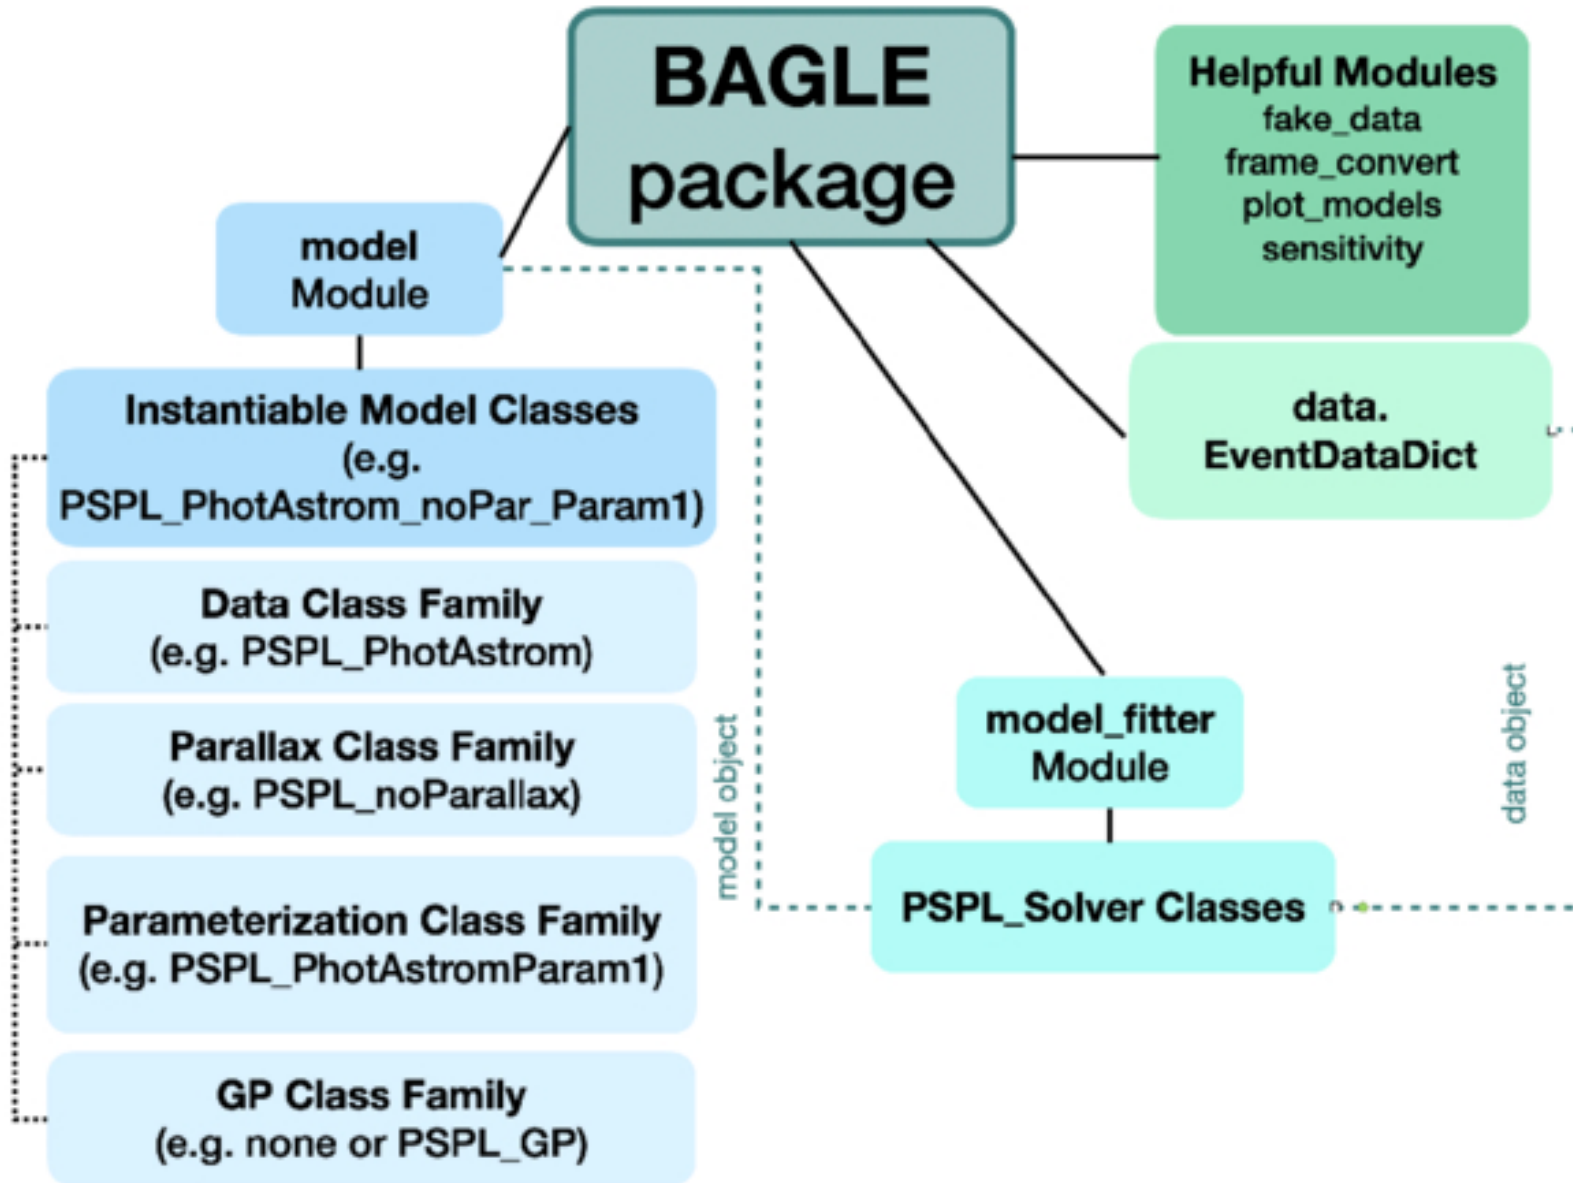 BAGLE
package
Helpful Modules
fake_data
frame_convert
plot_models
sensitivity
model
Module
data.
EventDataDict
Instantiable Model Classes
(e.g.
PSPL_PhotAstrom_noPar_Param1)
Data Class Family
(e.g. PSPL_PhotAstrom)
Parallax Class Family
(e.g. PSPL_noParallax)
Parameterization Class Family
(e.g. PSPL_PhotAstromParam1)
GP Class Family
(e.g. none or PSPL_GP)
model object
model_fitter
Module
PSPL_Solver Classes
data object